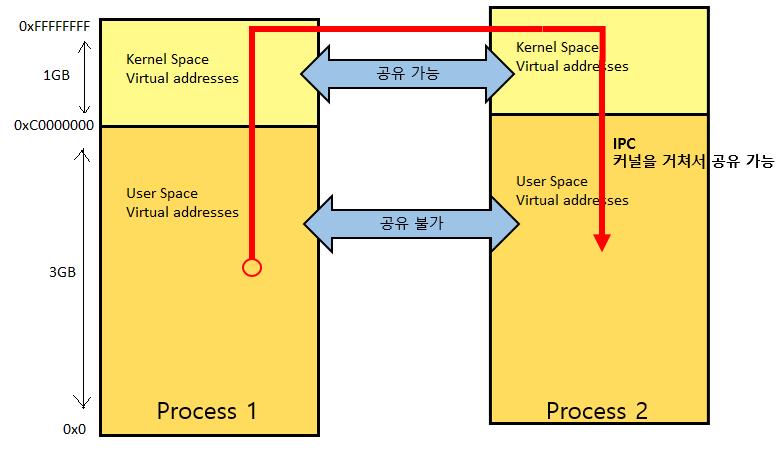 0xFFFFFFFF
1GB
0xC0000000
3GB
0x0
Kernel Space
Virtual addresses
User Space
Virtual addresses
Process 1
공유 가능
공유 불가
Kernel Space
Virtual addresses
IPC
커널을 거쳐서 공유 가능
User Space
Virtual addresses
Process 2